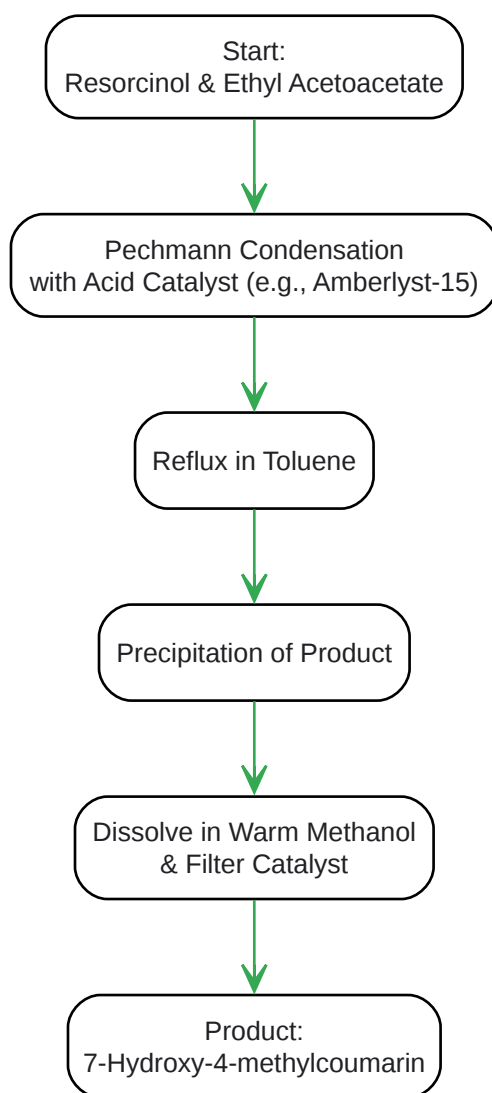 Start:
Resorcinol & Ethyl Acetoacetate
Pechmann Condensation
with Acid Catalyst (e.g., Amberlyst-15)
Reflux in Toluene
Precipitation of Product
Dissolve in Warm Methanol
& Filter Catalyst
Product:
7-Hydroxy-4-methylcoumarin